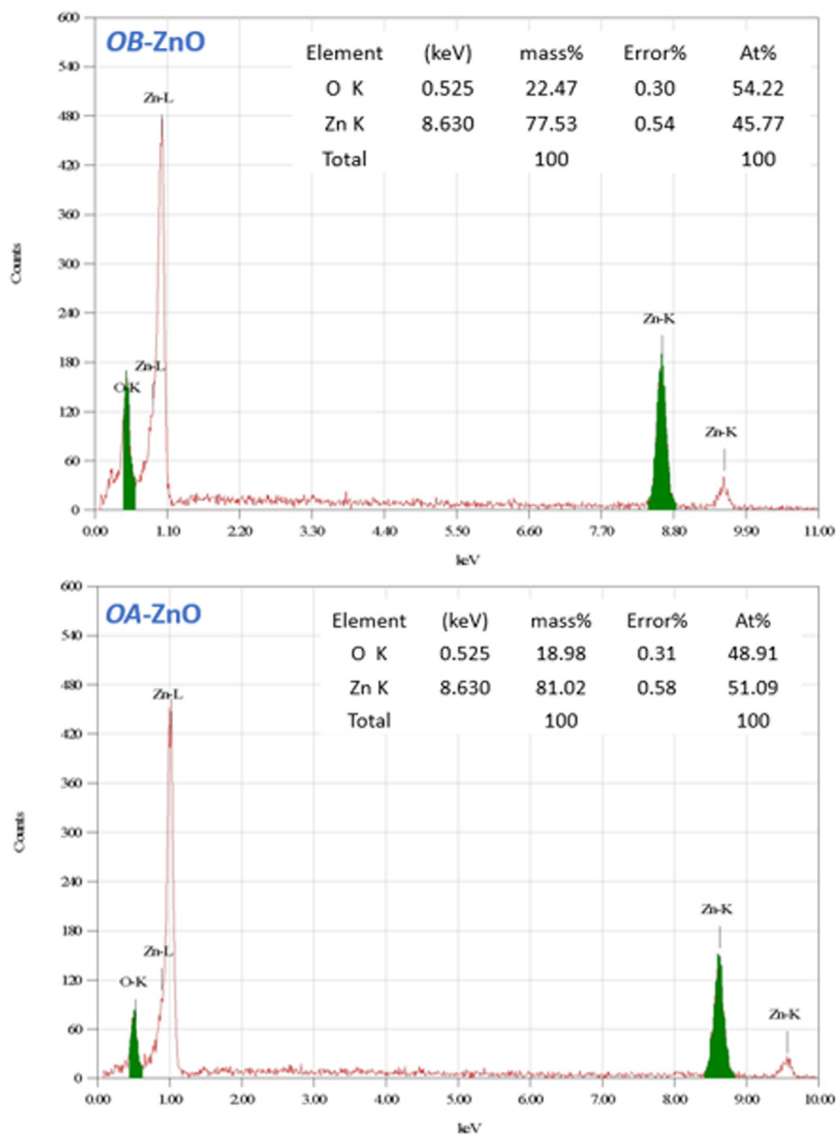 OB-ZnO
Element (keV) mass% Error% At%
O K 0.525 22.47 0.30 54.22
Zn K 8.630 77.53 0.54 45.77
Total 100 100
600
540
480
420
360
300
240
180
120
60
0
Counts
Zn-L
Zn-L
O-K
Zn-K
Zn-K
0.00 1.10 2.20 3.30 4.40 5.50 6.60 7.70 8.80 9.90 11.00
keV
OA-ZnO
Element (keV) mass% Error% At%
O K 0.525 18.98 0.31 48.91
Zn K 8.630 81.02 0.58 51.09
Total 100 100
600
540
480
420
360
300
240
180
120
60
0
Counts
Zn-L
Zn-L
O-K
Zn-K
Zn-K
0.00 1.00 2.00 3.00 4.00 5.00 6.00 7.00 8.00 9.00 10.00
keV